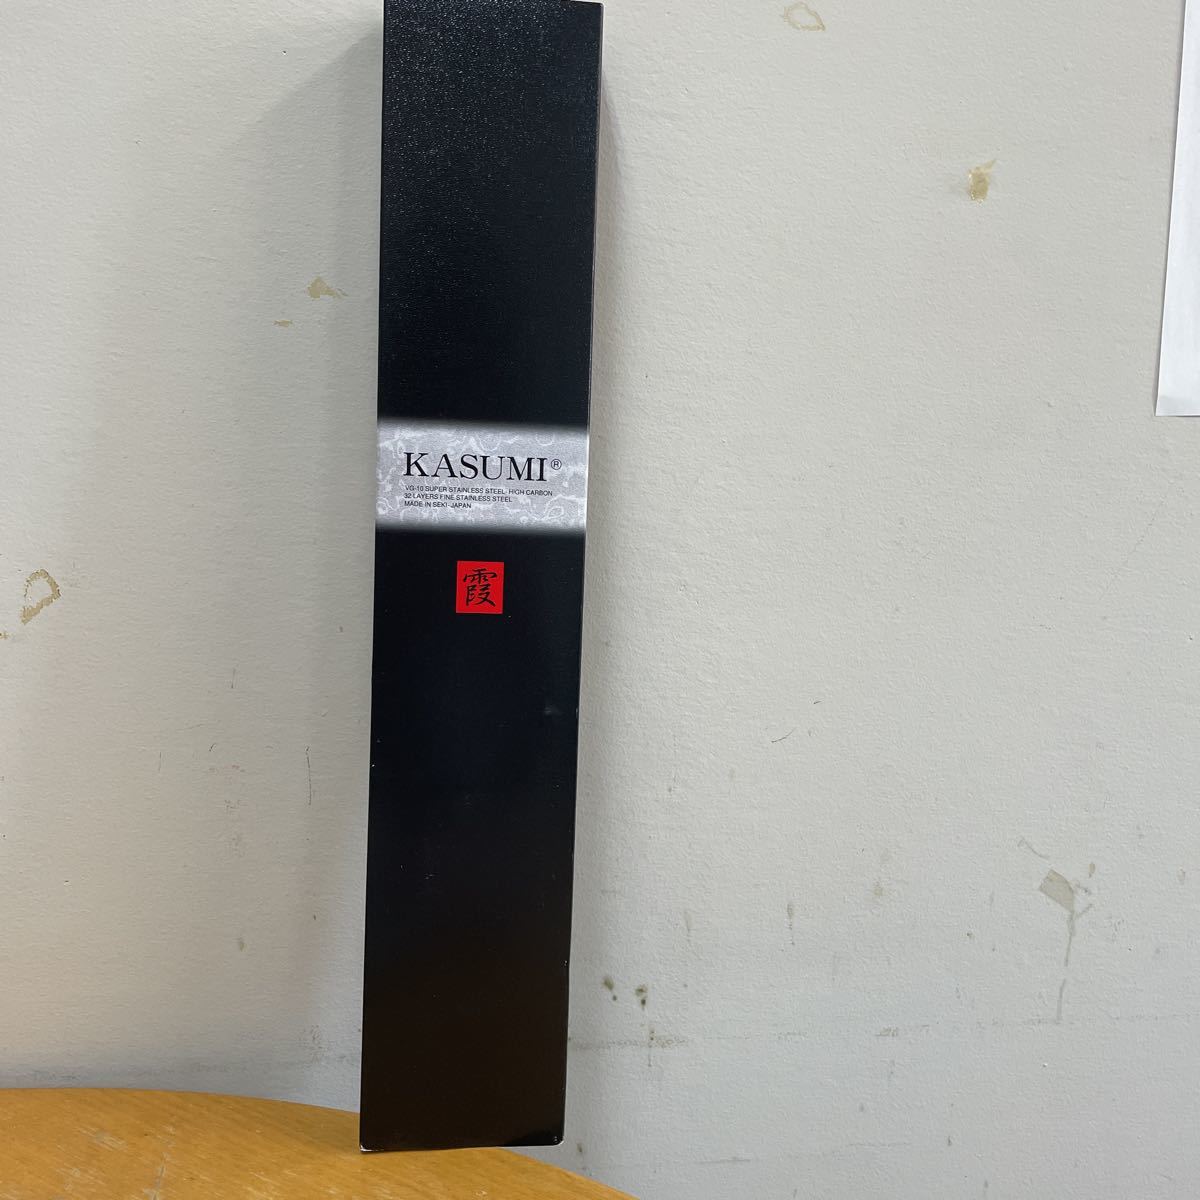 KASUMI®
VG-10 SUPER STAINLESS STEEL HIGH CARBON
32 LAYERS FINE STAINLESS STEEL
MADE IN SEKI-JAPAN
霞